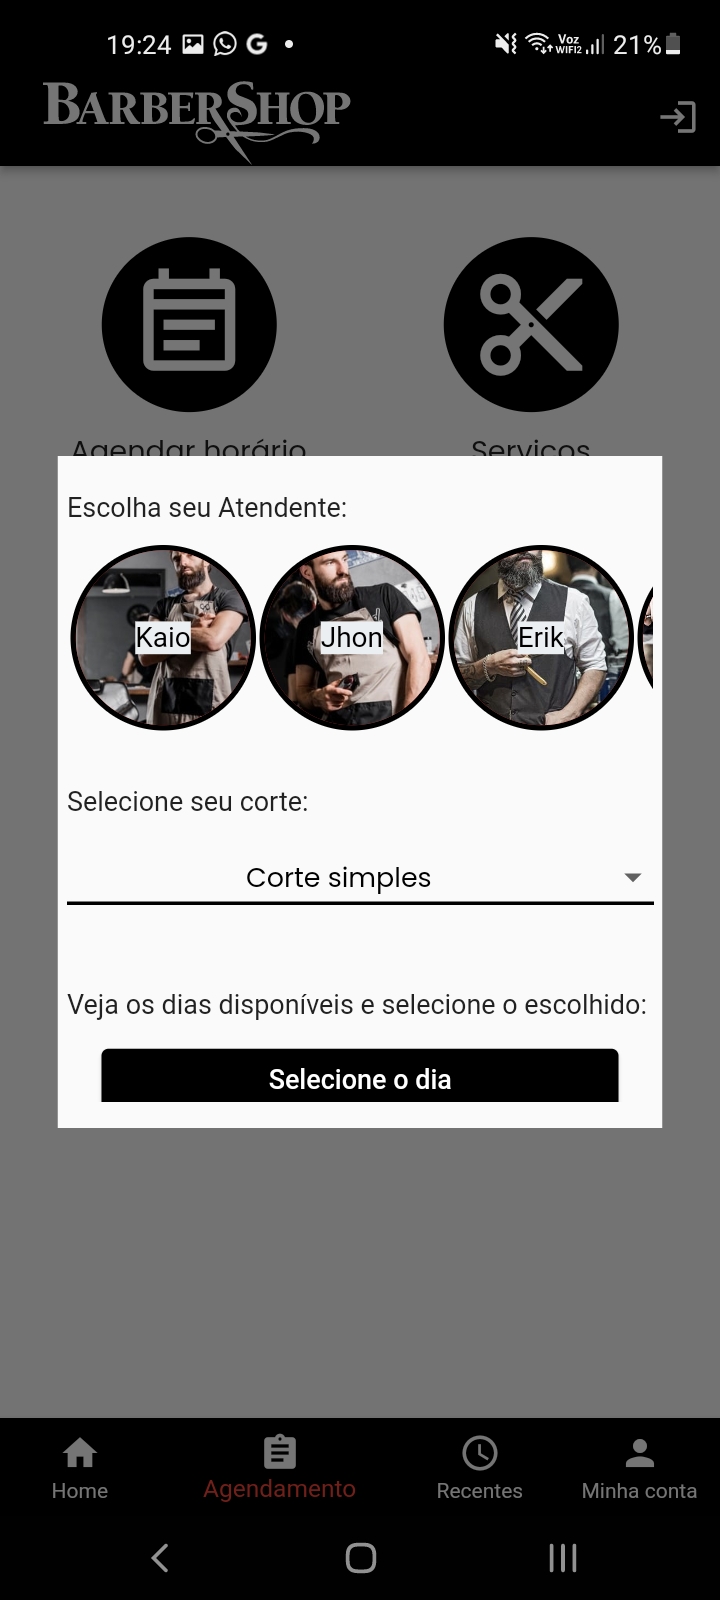 19:24
Voz
WIFI2
21%
BARBERSHOP
Agendar horário
Serviços
Escolha seu Atendente:
Kaio
Jhon
Erik
Selecione seu corte:
Corte simples
Veja os dias disponíveis e selecione o escolhido:
Selecione o dia
Home
Agendamento
Recentes
Minha conta